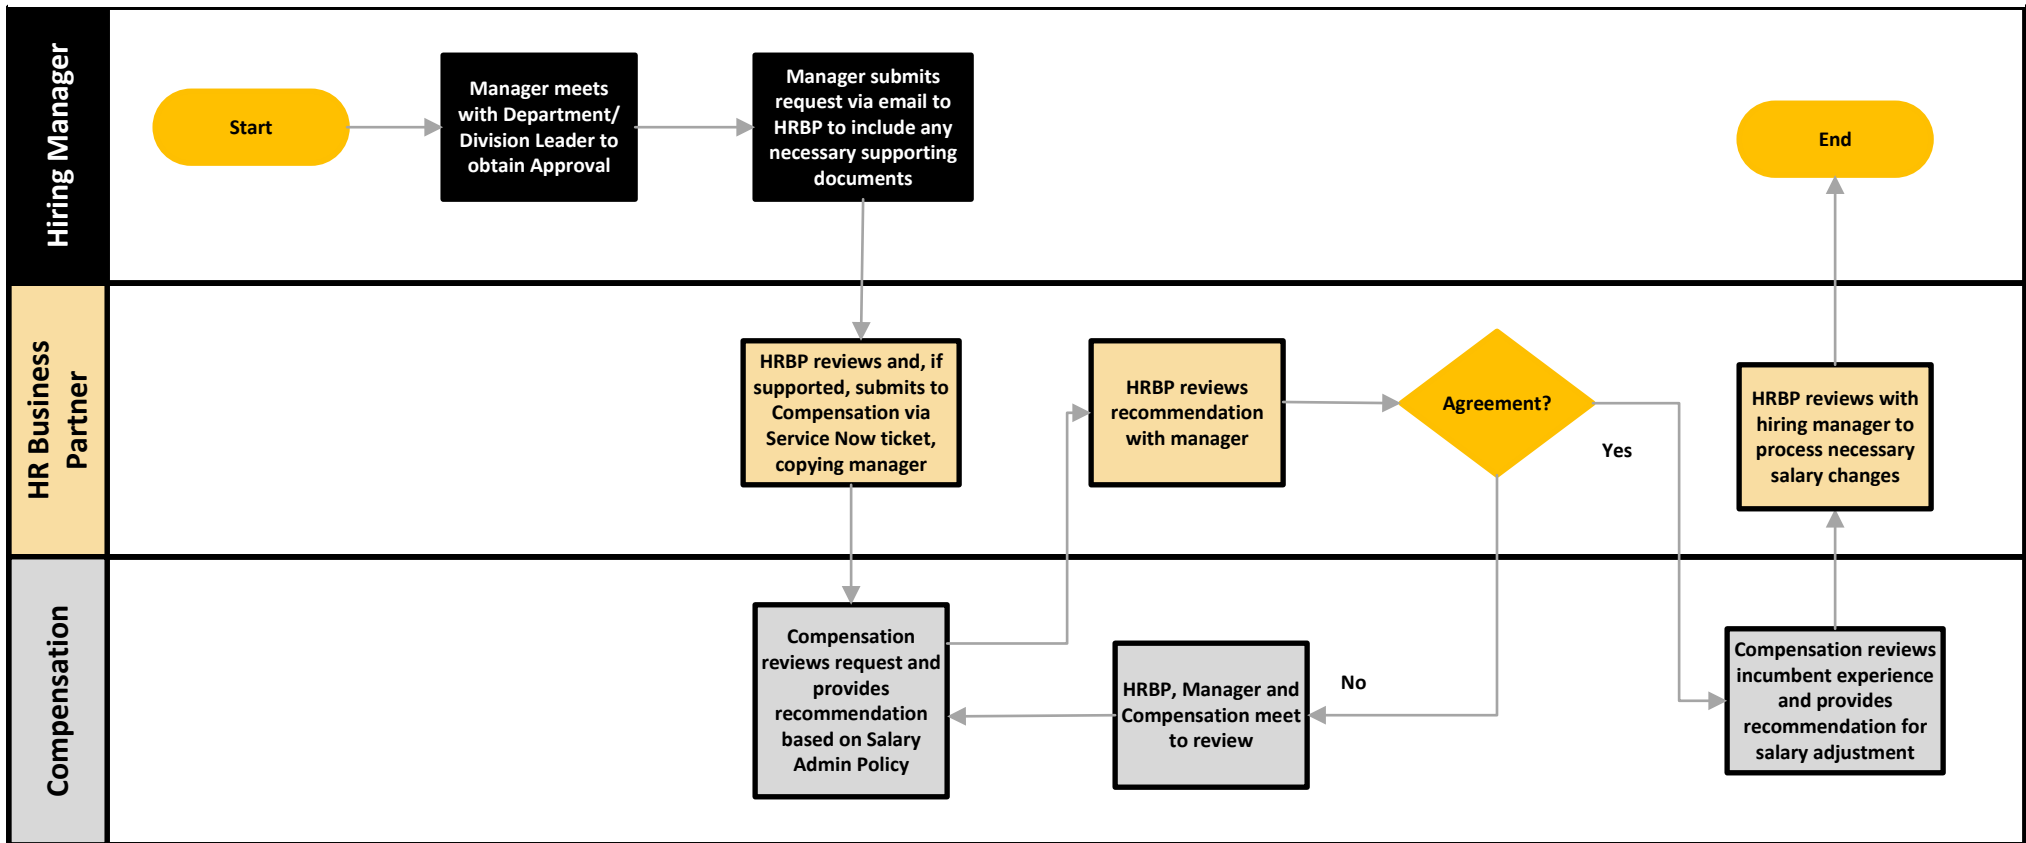 Hiring Manager
Start
Manager meets
with Department/
Division Leader to
obtain Approval
Manager submits
request via email to
HRBP to include any
necessary supporting
documents
End
HR Business
Partner
HRBP reviews and, if
supported, submits to
Compensation via
Service Now ticket,
copying manager
HRBP reviews
recommendation
with manager
Agreement?
Yes
HRBP reviews with
hiring manager to
process necessary
salary changes
Compensation
Compensation
reviews request and
provides
recommendation
based on Salary
Admin Policy
HRBP, Manager and
Compensation meet
to review
No
Compensation reviews
incumbent experience
and provides
recommendation for
salary adjustment